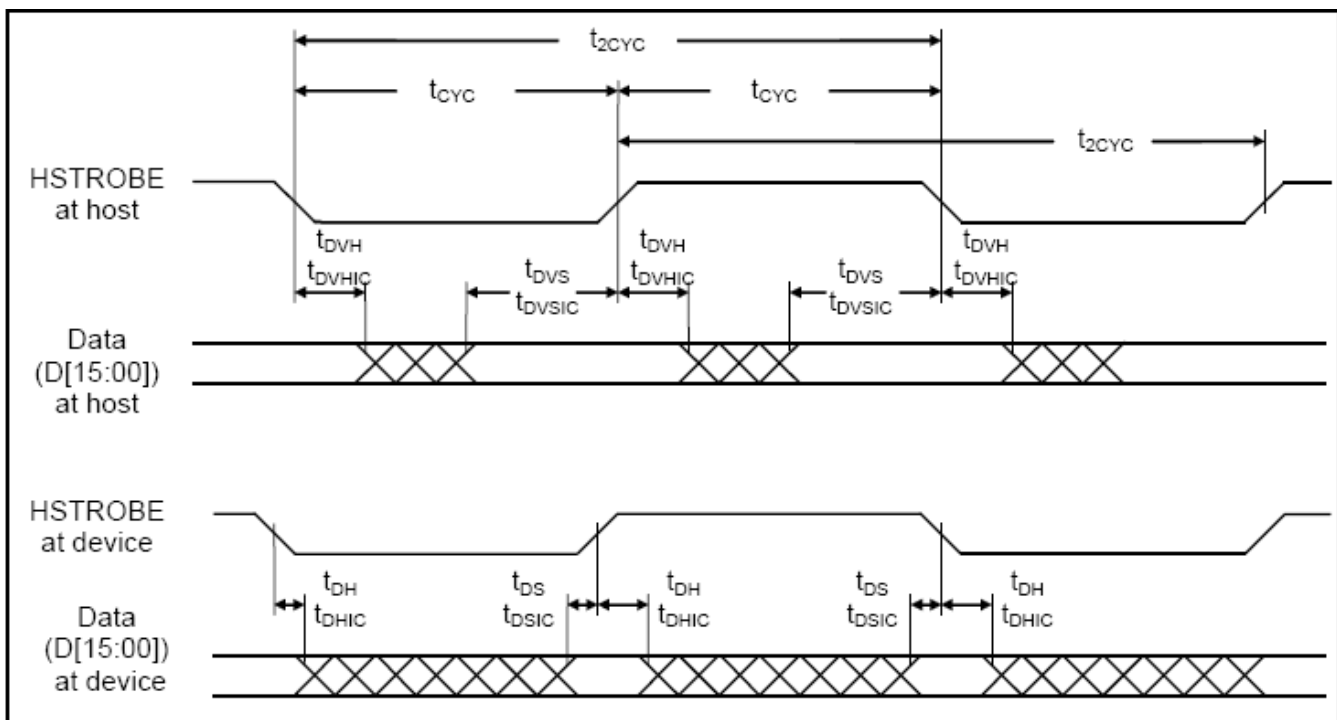 t2CYC
tCYC tCYC
t2CYC
HSTROBE
at host
tDVH tDVH tDVH
tDVHIC tDVS tDVHIC tDVS tDVHIC
tDVSIC tDVSIC
Data
(D[15:00])
at host
HSTROBE
at device
tDH tDS tDH tDS tDH
tDHIC tDSIC tDHIC tDSIC tDHIC
Data
(D[15:00])
at device